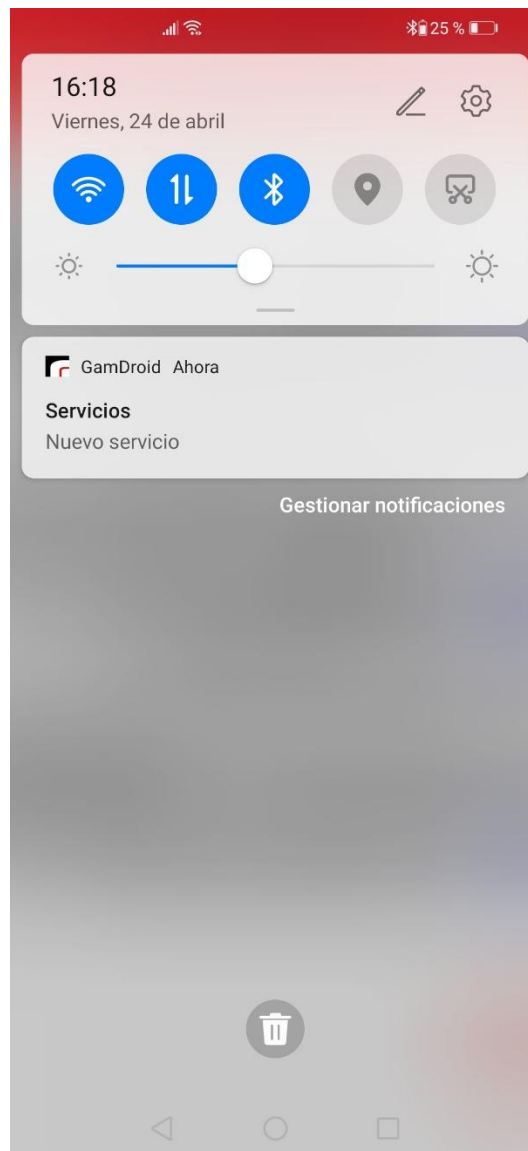 25 %
16:18
Viernes, 24 de abril
GamDroid Ahora
Servicios
Nuevo servicio
Gestionar notificaciones